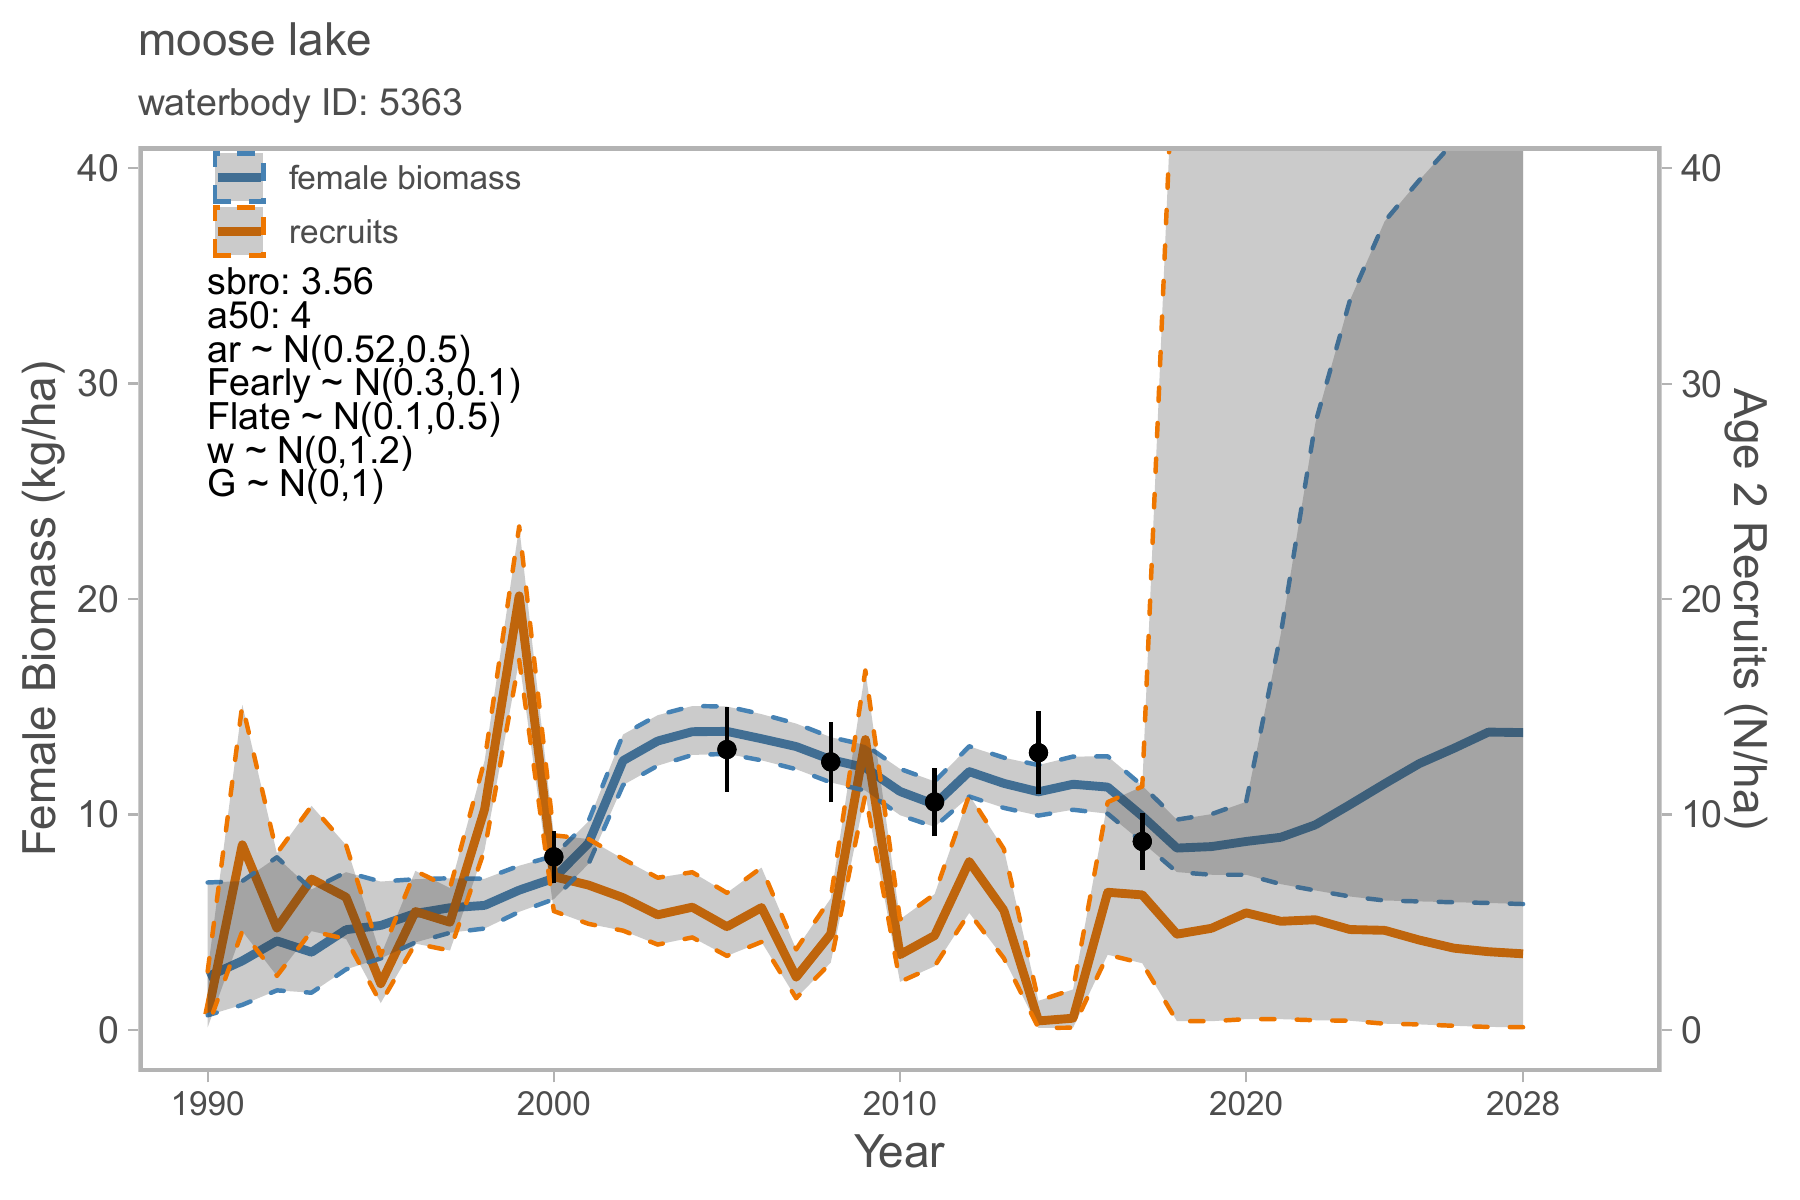 moose lake
waterbody ID: 5363
female biomass
recruits
sbro: 3.56
a50: 4
ar ~ N(0.52,0.5)
Fearly ~ N(0.3,0.1)
Flate ~ N(0.1,0.5)
w ~ N(0,1.2)
G ~ N(0,1)
Female Biomass (kg/ha)
40
30
20
10
0
40
30
20
10
0
Age 2 Recruits (N/ha)
1990
2000
2010
2020
2028
Year